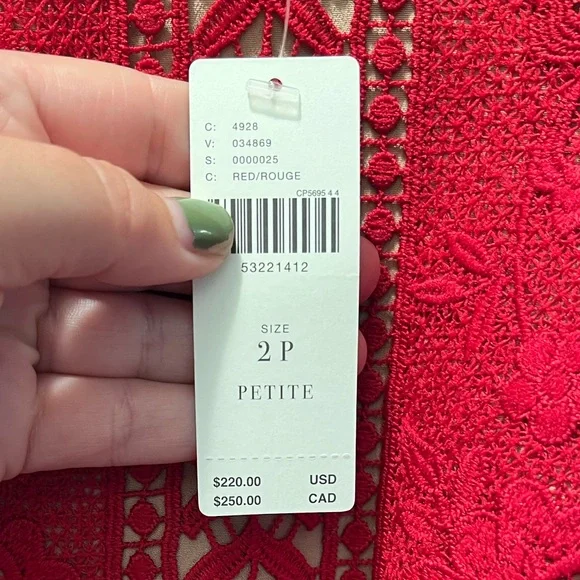 C: 4928
V: 034869
S: 0000025
C: RED/ROUGE
CP5695 4 4
53221412
SIZE
2 P
PETITE
$220.00 USD
$250.00 CAD